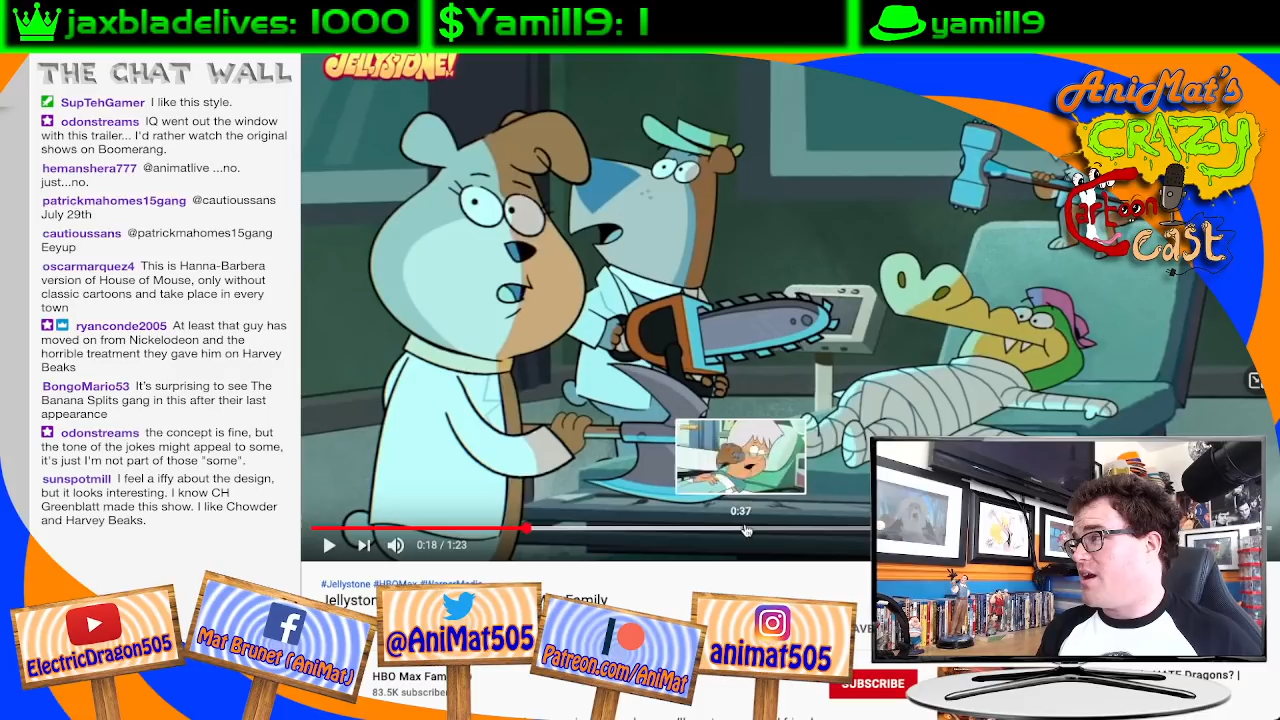 jaxbladelives: 1000
$Yamill9: 1
yamill9
THE CHAT WALL
SupTehGamer I like this style.
odonstreams IQ went out the window
with this trailer... I'd rather watch the original
shows on Boomerang.
hemanshera777 @animatlive ...no.
just...no.
patrickmahomes15gang @cautioussans
July 29th
cautioussans @patrickmahomes15gang
Eeyup
oscarmarquez4 This is Hanna-Barbera
version of House of Mouse, only without
classic cartoons and take place in every
town
ryanconde2005 At least that guy has
moved on from Nickelodeon and the
horrible treatment they gave him on Harvey
Beaks
BongoMario53 It's surprising to see The
Banana Splits gang in this after their last
appearance
odonstreams the concept is fine, but
the tone of the jokes might appeal to some,
it's just I'm not part of those "some".
sunspotmill I feel a iffy about the design,
but it looks interesting. I know CH
Greenblatt made this show. I like Chowder
and Harvey Beaks.
JELLYSTONE!
AniMat's
CRAZY
Cartoon
Cast
0:37
0:18 / 1:23
#Jellystone #HBOMax #WarnerMedia
Family
HBO Max Fam
83.5K subscriber
SUBSCRIBE
Dragons? |
ElectricDragon505
Mat Brunet (AniMat)
@AniMat505
Patreon.com/AniMat
animat505